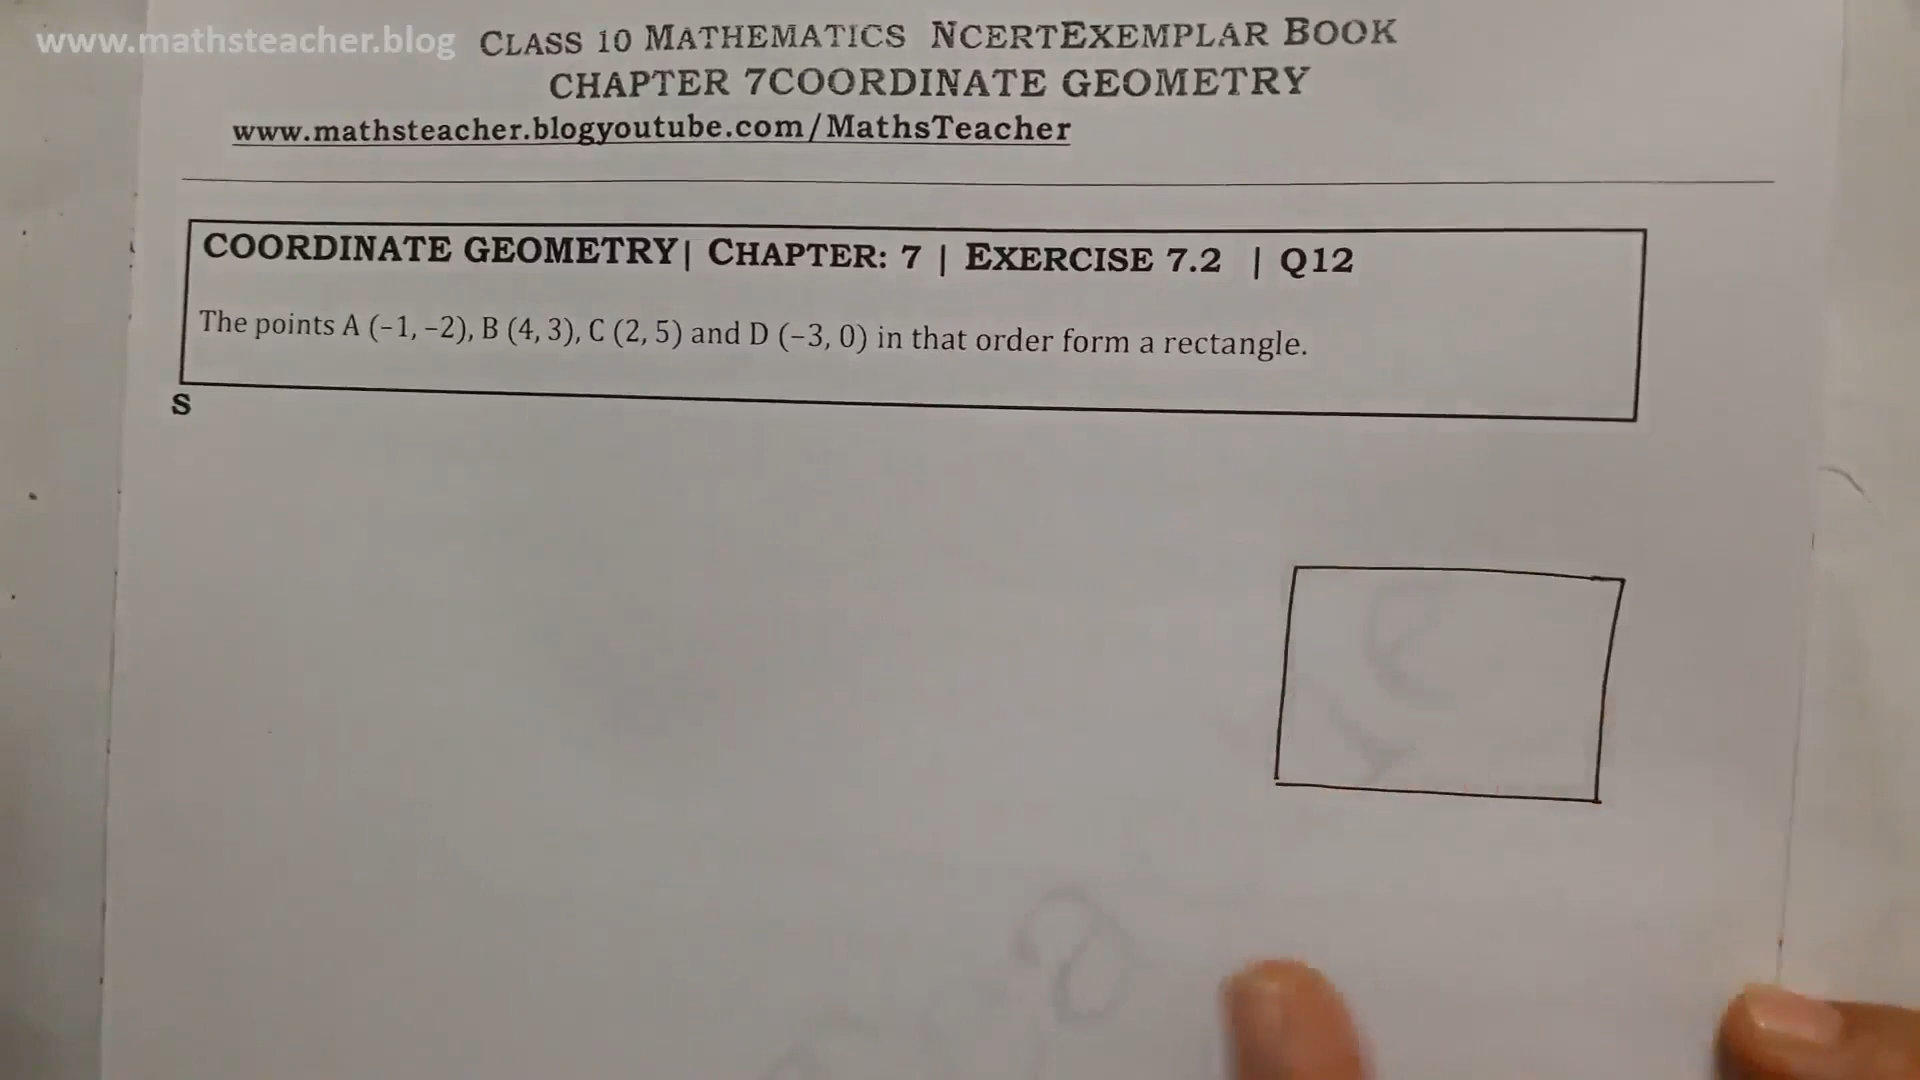 www.mathsteacher.blog
CLASS 10 MATHEMATICS NCERTEXEMPLAR BOOK
CHAPTER 7COORDINATE GEOMETRY
www.mathsteacher.blogyoutube.com/MathsTeacher
COORDINATE GEOMETRY| CHAPTER: 7 | EXERCISE 7.2 | Q12
The points A (−1, −2), B (4, 3), C (2, 5) and D (−3, 0) in that order form a rectangle.
S